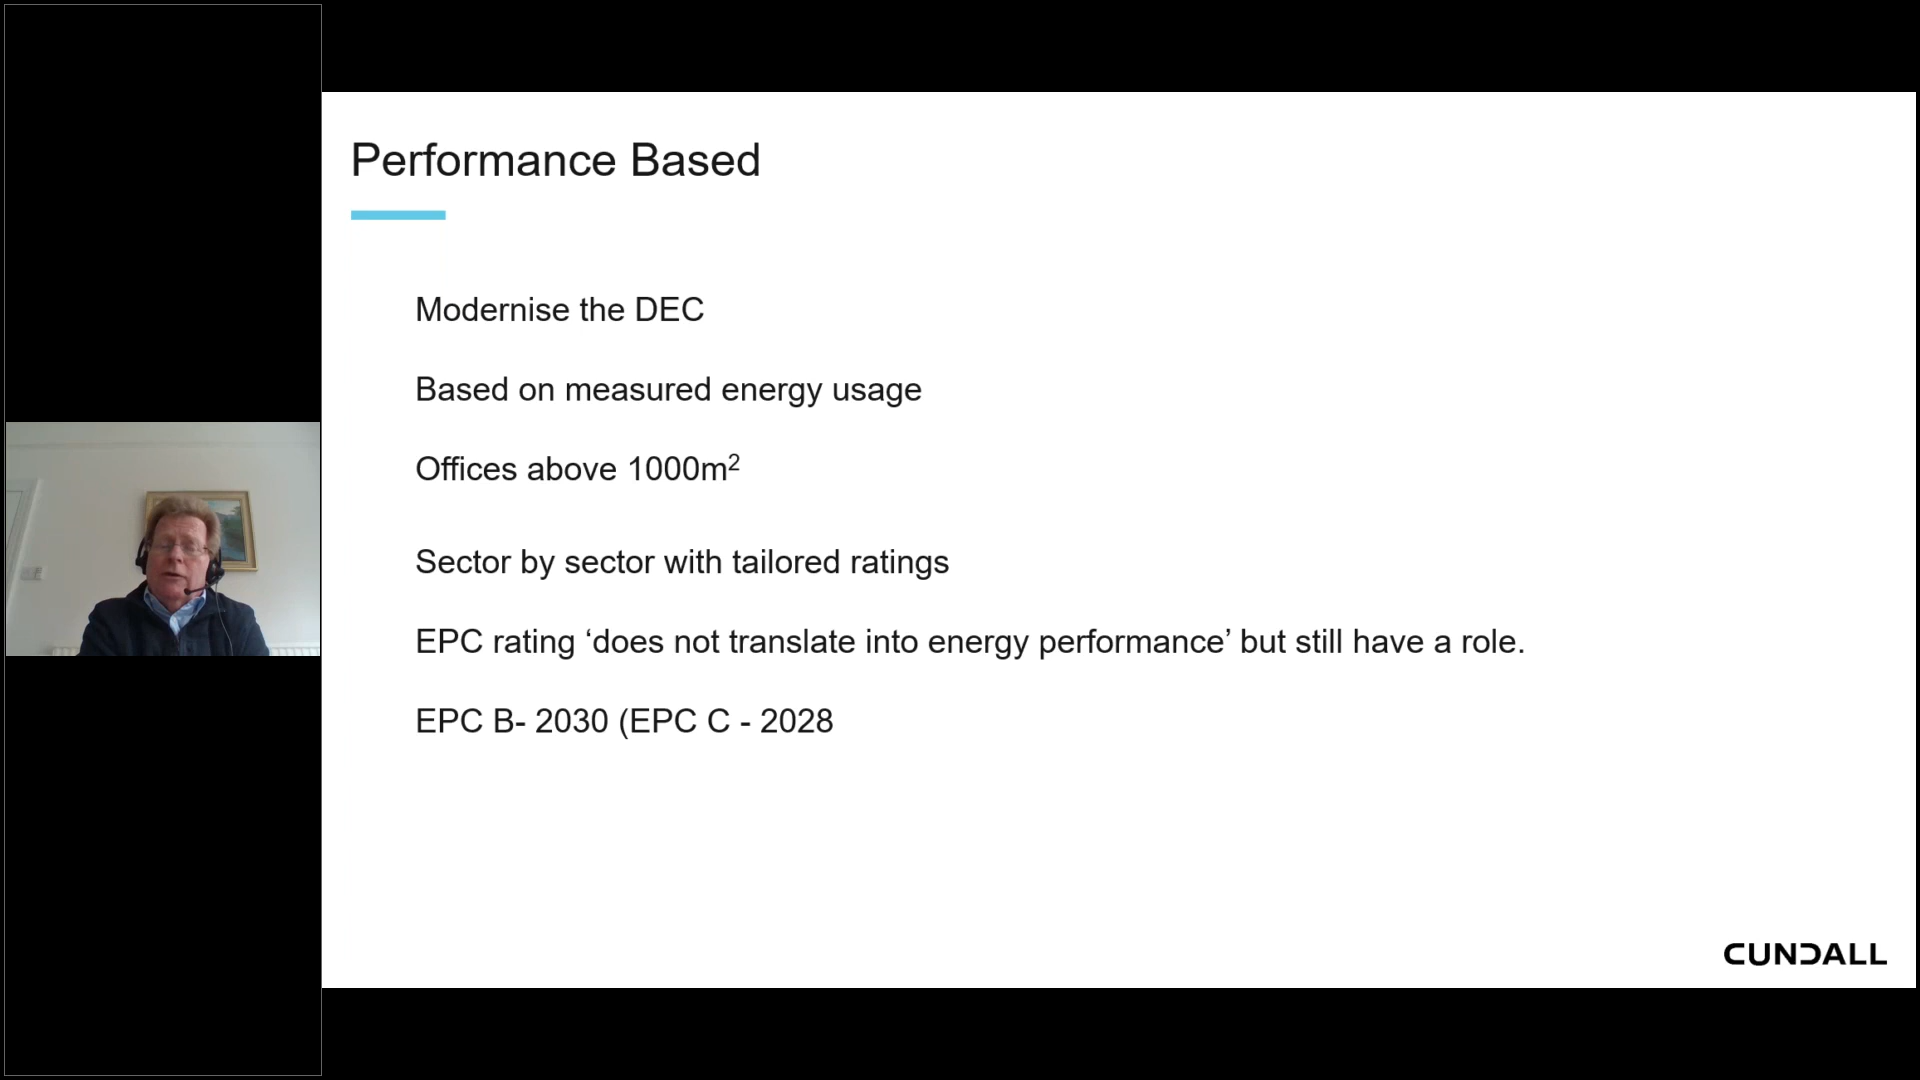 Performance Based
Modernise the DEC
Based on measured energy usage
Offices above 1000m²
Sector by sector with tailored ratings
EPC rating ‘does not translate into energy performance’ but still have a role.
EPC B- 2030 (EPC C - 2028
CUNDALL